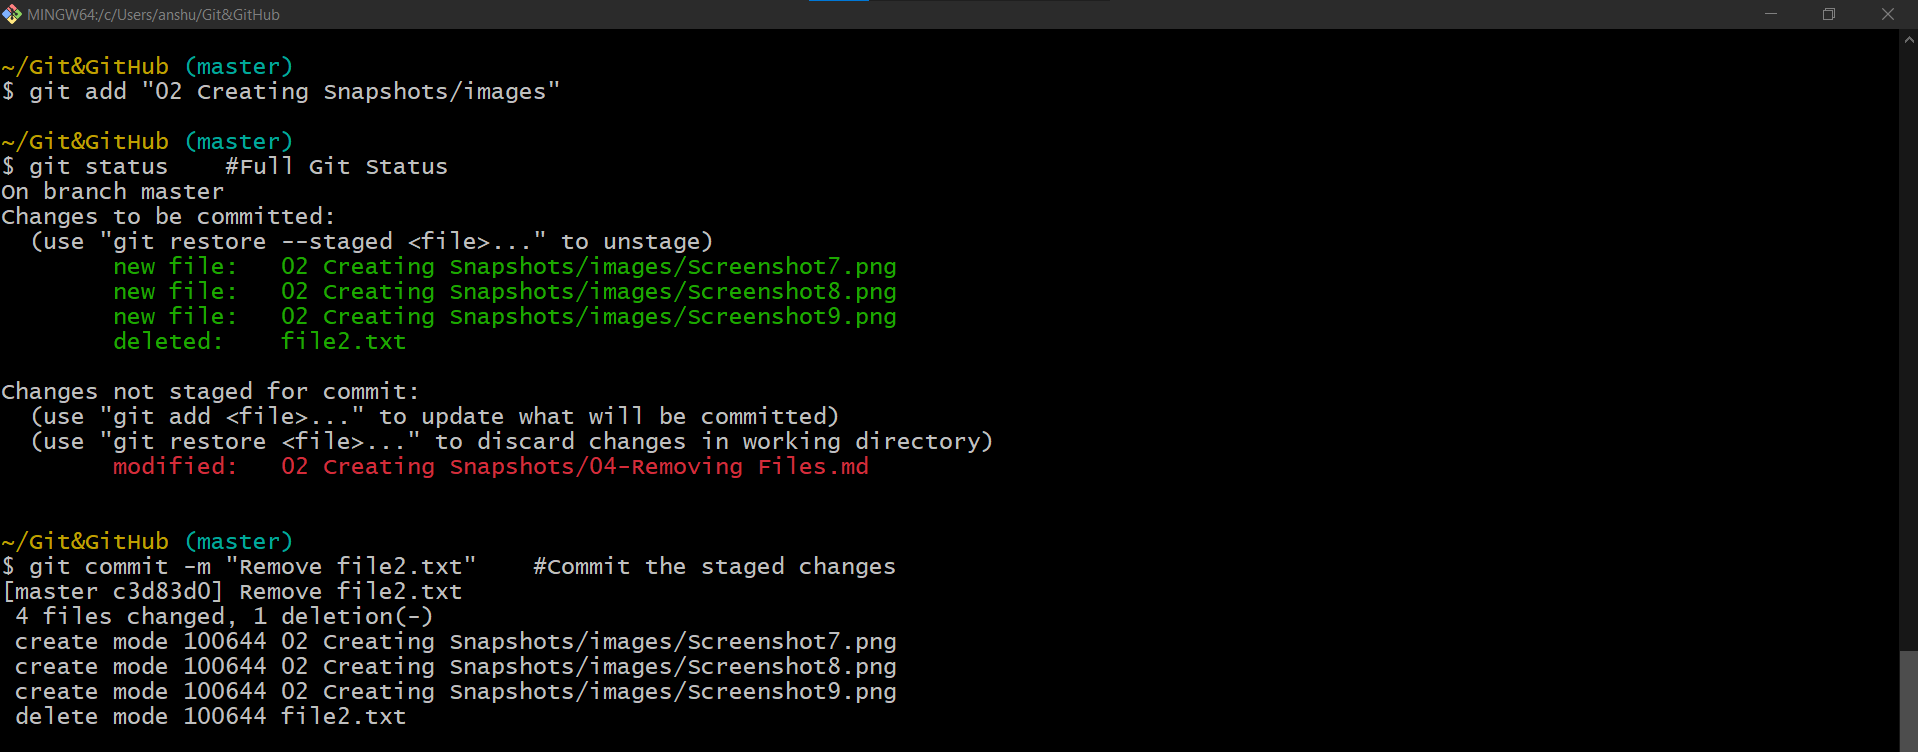 MINGW64:/c/Users/anshu/Git&GitHub
~/Git&GitHub (master)
$ git add "02 Creating Snapshots/images"
~/Git&GitHub (master)
$ git status    #Full Git Status
On branch master
Changes to be committed:
  (use "git restore --staged <file>..." to unstage)
        new file:   02 Creating Snapshots/images/Screenshot7.png
        new file:   02 Creating Snapshots/images/Screenshot8.png
        new file:   02 Creating Snapshots/images/Screenshot9.png
        deleted:    file2.txt
Changes not staged for commit:
  (use "git add <file>..." to update what will be committed)
  (use "git restore <file>..." to discard changes in working directory)
        modified:   02 Creating Snapshots/04-Removing Files.md
~/Git&GitHub (master)
$ git commit -m "Remove file2.txt"    #Commit the staged changes
[master c3d83d0] Remove file2.txt
 4 files changed, 1 deletion(-)
 create mode 100644 02 Creating Snapshots/images/Screenshot7.png
 create mode 100644 02 Creating Snapshots/images/Screenshot8.png
 create mode 100644 02 Creating Snapshots/images/Screenshot9.png
 delete mode 100644 file2.txt